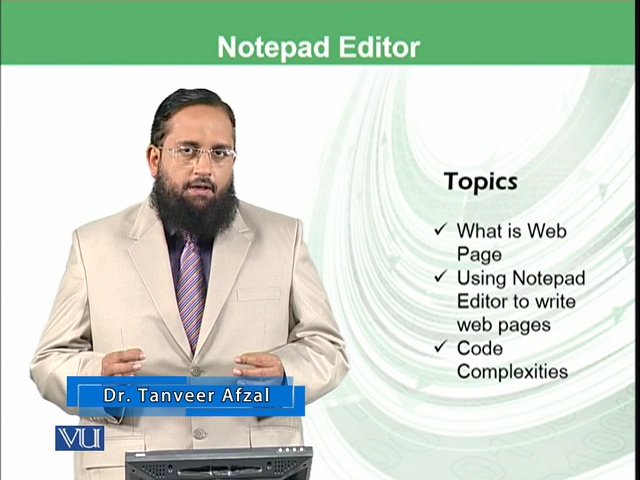 Notepad Editor
Topics
✓ What is Web
Page
✓ Using Notepad
Editor to write
web pages
✓ Code
Complexities
Dr. Tanveer Afzal
VU